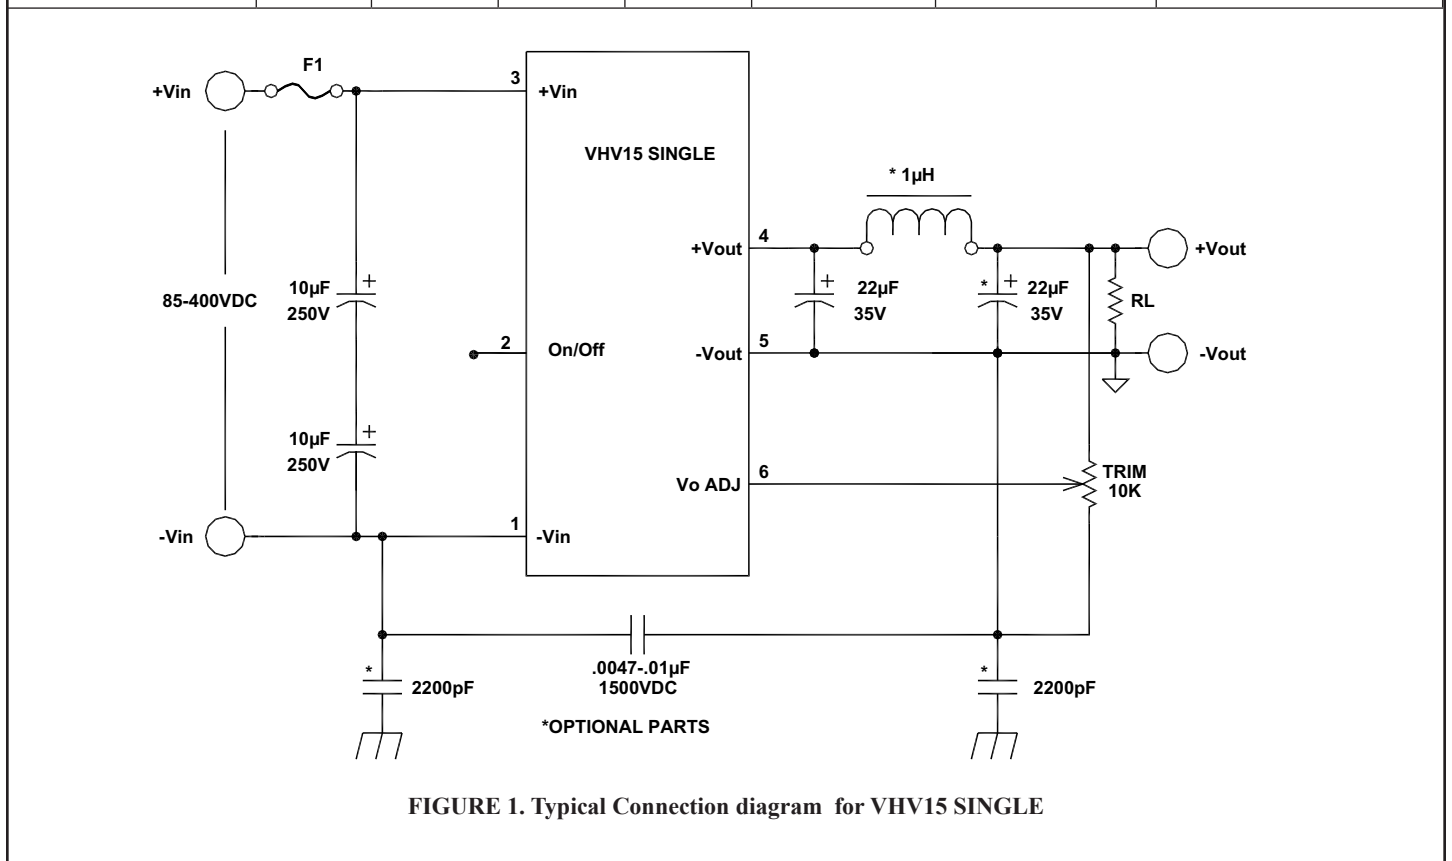 F1
+Vin
3
+Vin
VHV15 SINGLE
* 1µH
+Vout
4
+Vout
85-400VDC
10µF
250V
+
22µF
35V
+
*
22µF
35V
+
RL
2
On/Off
-Vout
5
-Vout
10µF
250V
+
Vo ADJ
6
TRIM
10K
-Vin
1
-Vin
.0047-.01µF
1500VDC
*
2200pF
*
2200pF
*OPTIONAL PARTS
FIGURE 1. Typical Connection diagram for VHV15 SINGLE